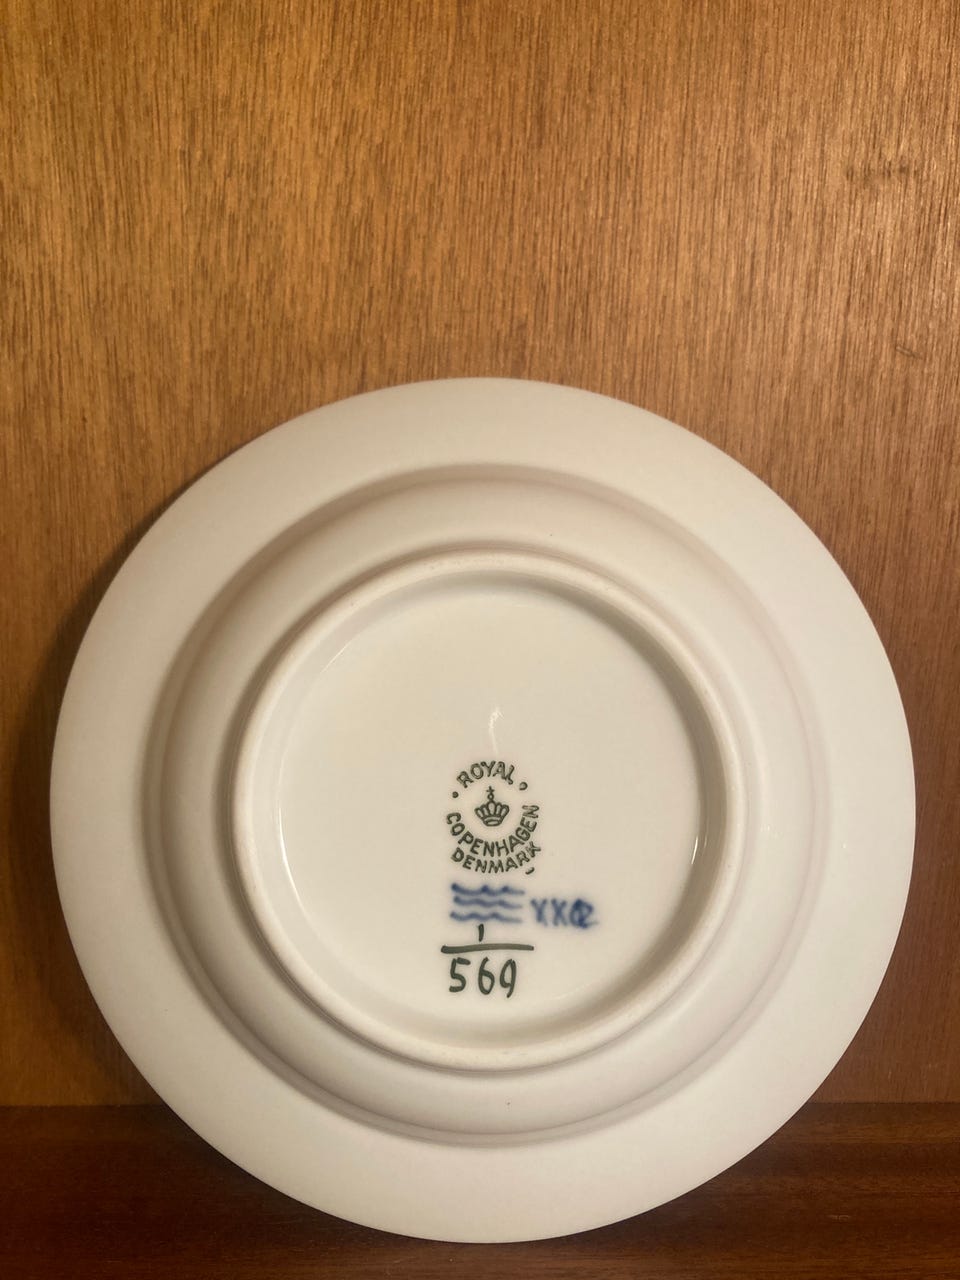 ROYAL
COPENHAGEN
DENMARK
1
569